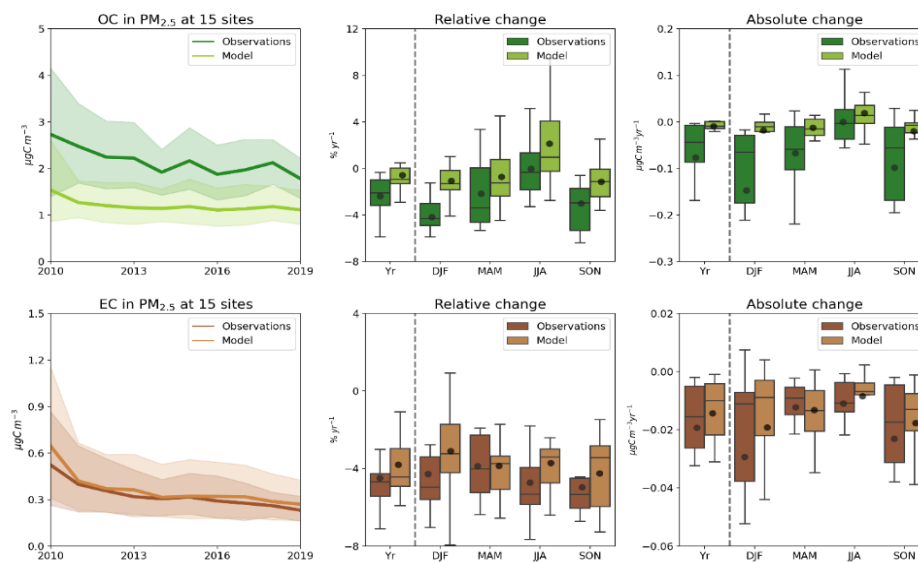 OC in PM2.5 at 15 sites
Observations
Model
µgC m⁻³
5
4
3
2
1
0
2010 2013 2016 2019
Relative change
Observations
Model
% yr⁻¹
12
8
4
0
−4
−8
Yr DJF MAM JJA SON
Absolute change
Observations
Model
µgC m⁻³ yr⁻¹
0.2
0.1
0.0
−0.1
−0.2
−0.3
Yr DJF MAM JJA SON
EC in PM2.5 at 15 sites
Observations
Model
µgC m⁻³
1.5
1.2
0.9
0.6
0.3
0.0
2010 2013 2016 2019
Relative change
Observations
Model
% yr⁻¹
4
0
−4
−8
Yr DJF MAM JJA SON
Absolute change
Observations
Model
µgC m⁻³ yr⁻¹
0.02
0.00
−0.02
−0.04
−0.06
Yr DJF MAM JJA SON